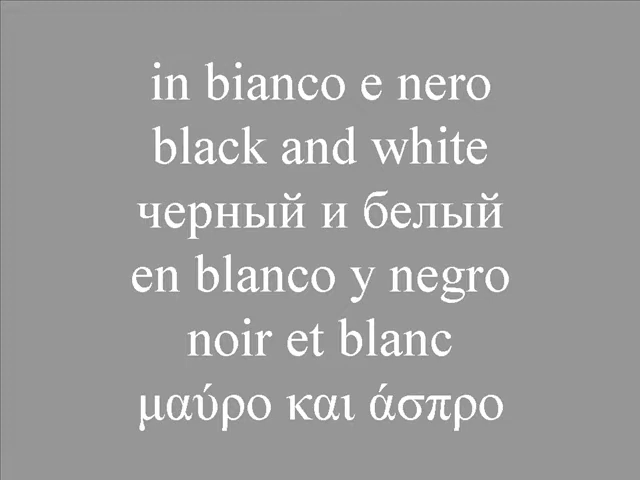 in bianco e nero
black and white
черный и белый
en blanco y negro
noir et blanc
μαύρο και άσπρο